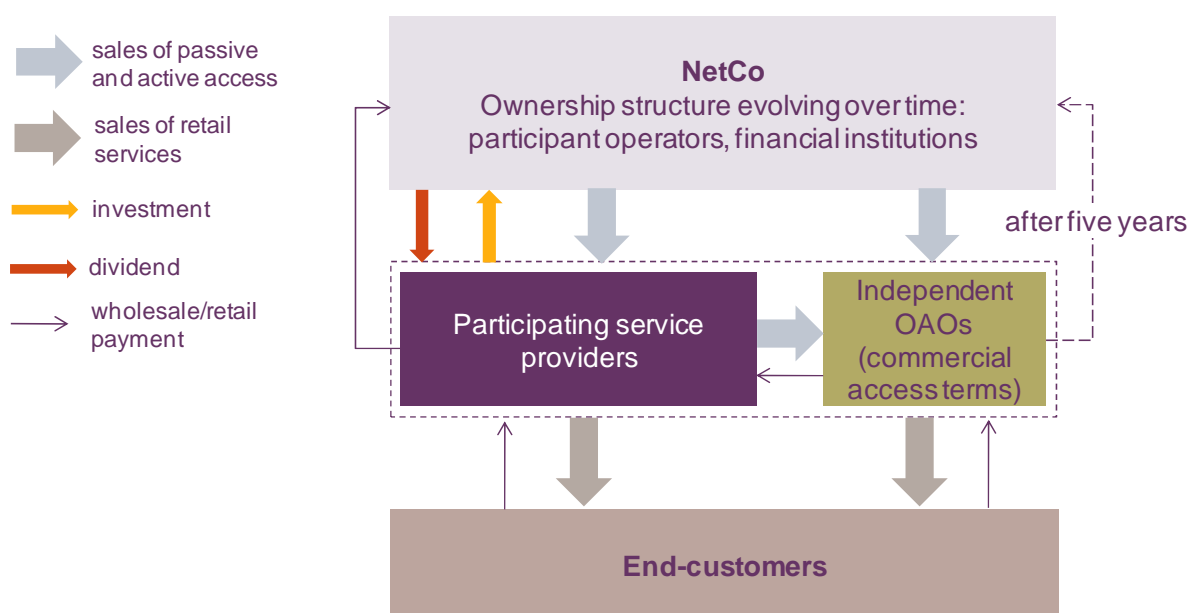 sales of passive
and active access
sales of retail
services
investment
dividend
wholesale/retail
payment
NetCo
Ownership structure evolving over time:
participant operators, financial institutions
after five years
Participating service
providers
Independent
OAOs
(commercial
access terms)
End-customers